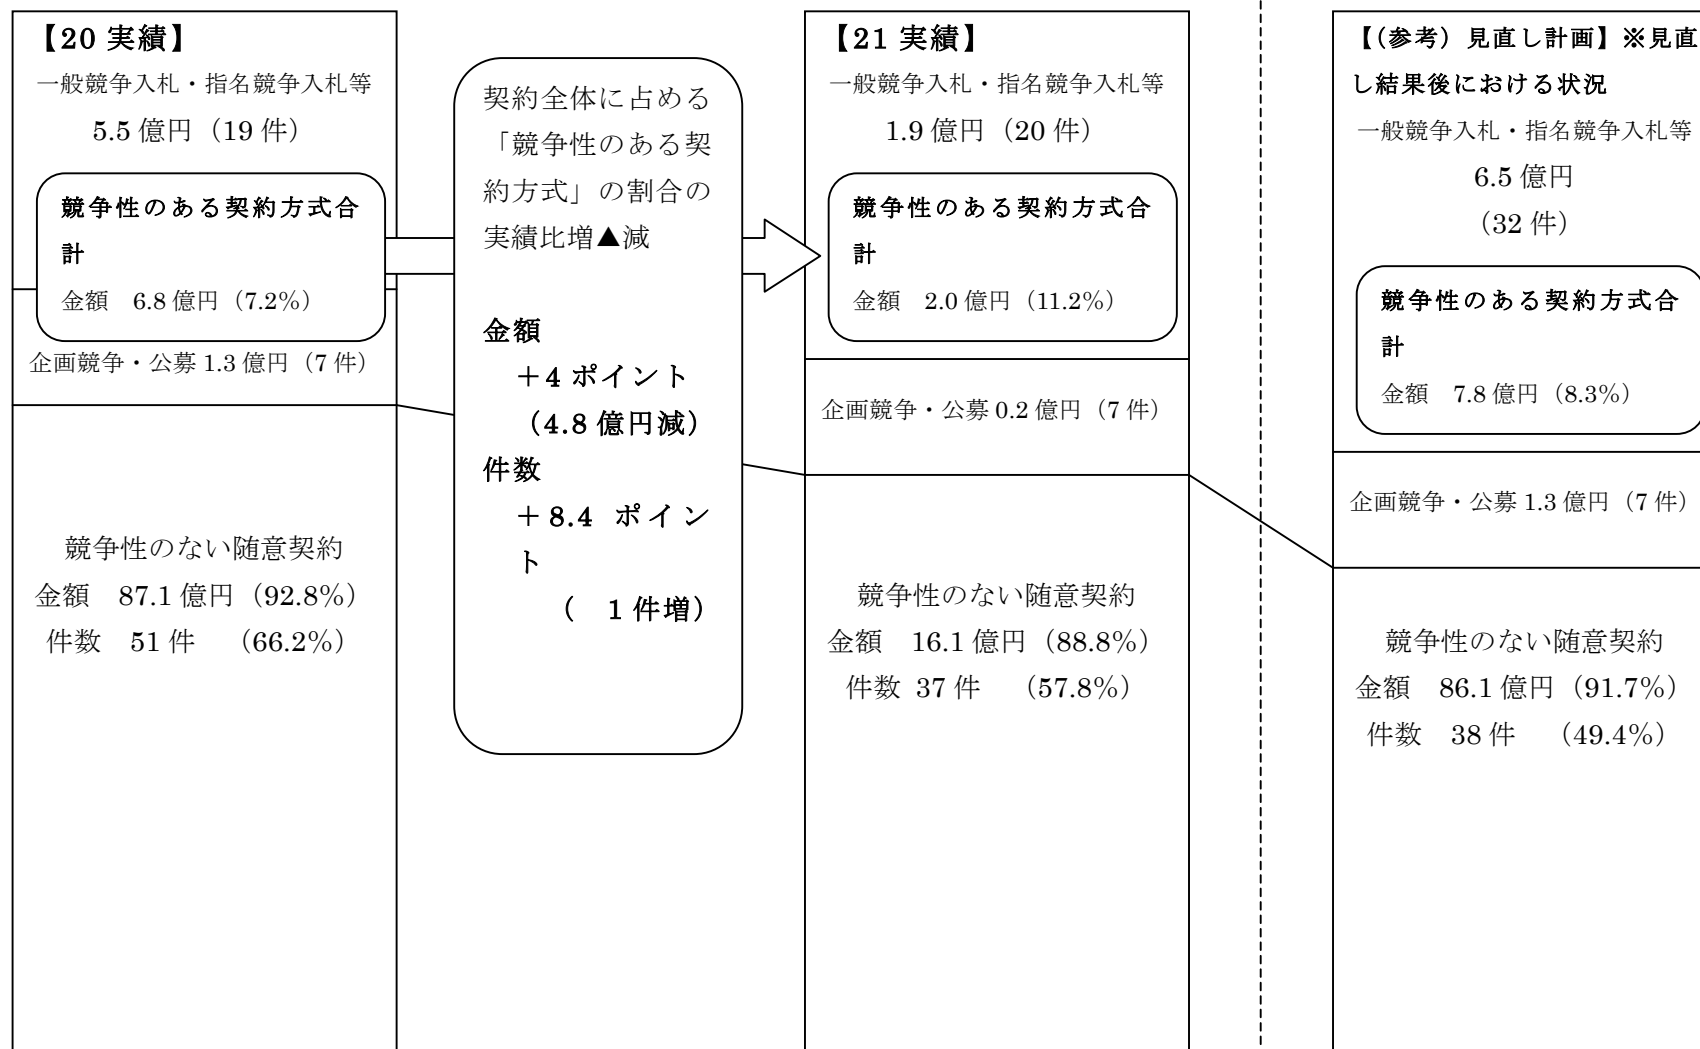 【20 実績】
一般競争入札・指名競争入札等
5.5 億円（19 件）
競争性のある契約方式合
計
金額　6.8 億円（7.2%）
企画競争・公募 1.3 億円（7 件）
競争性のない随意契約
金額　87.1 億円（92.8%）
件数　51 件　（66.2%）
契約全体に占める
「競争性のある契
約方式」の割合の
実績比増▲減
金額
＋4 ポイント
（4.8 億円減）
件数
＋8.4 ポイン
ト
（　1 件増）
【21 実績】
一般競争入札・指名競争入札等
1.9 億円（20 件）
競争性のある契約方式合
計
金額　2.0 億円（11.2%）
企画競争・公募 0.2 億円（7 件）
競争性のない随意契約
金額　16.1 億円（88.8%）
件数 37 件　（57.8%）
【（参考）見直し計画】※見直
し結果後における状況
一般競争入札・指名競争入札等
6.5 億円
（32 件）
競争性のある契約方式合
計
金額　7.8 億円（8.3%）
企画競争・公募 1.3 億円（7 件）
競争性のない随意契約
金額　86.1 億円（91.7%）
件数　38 件　（49.4%）